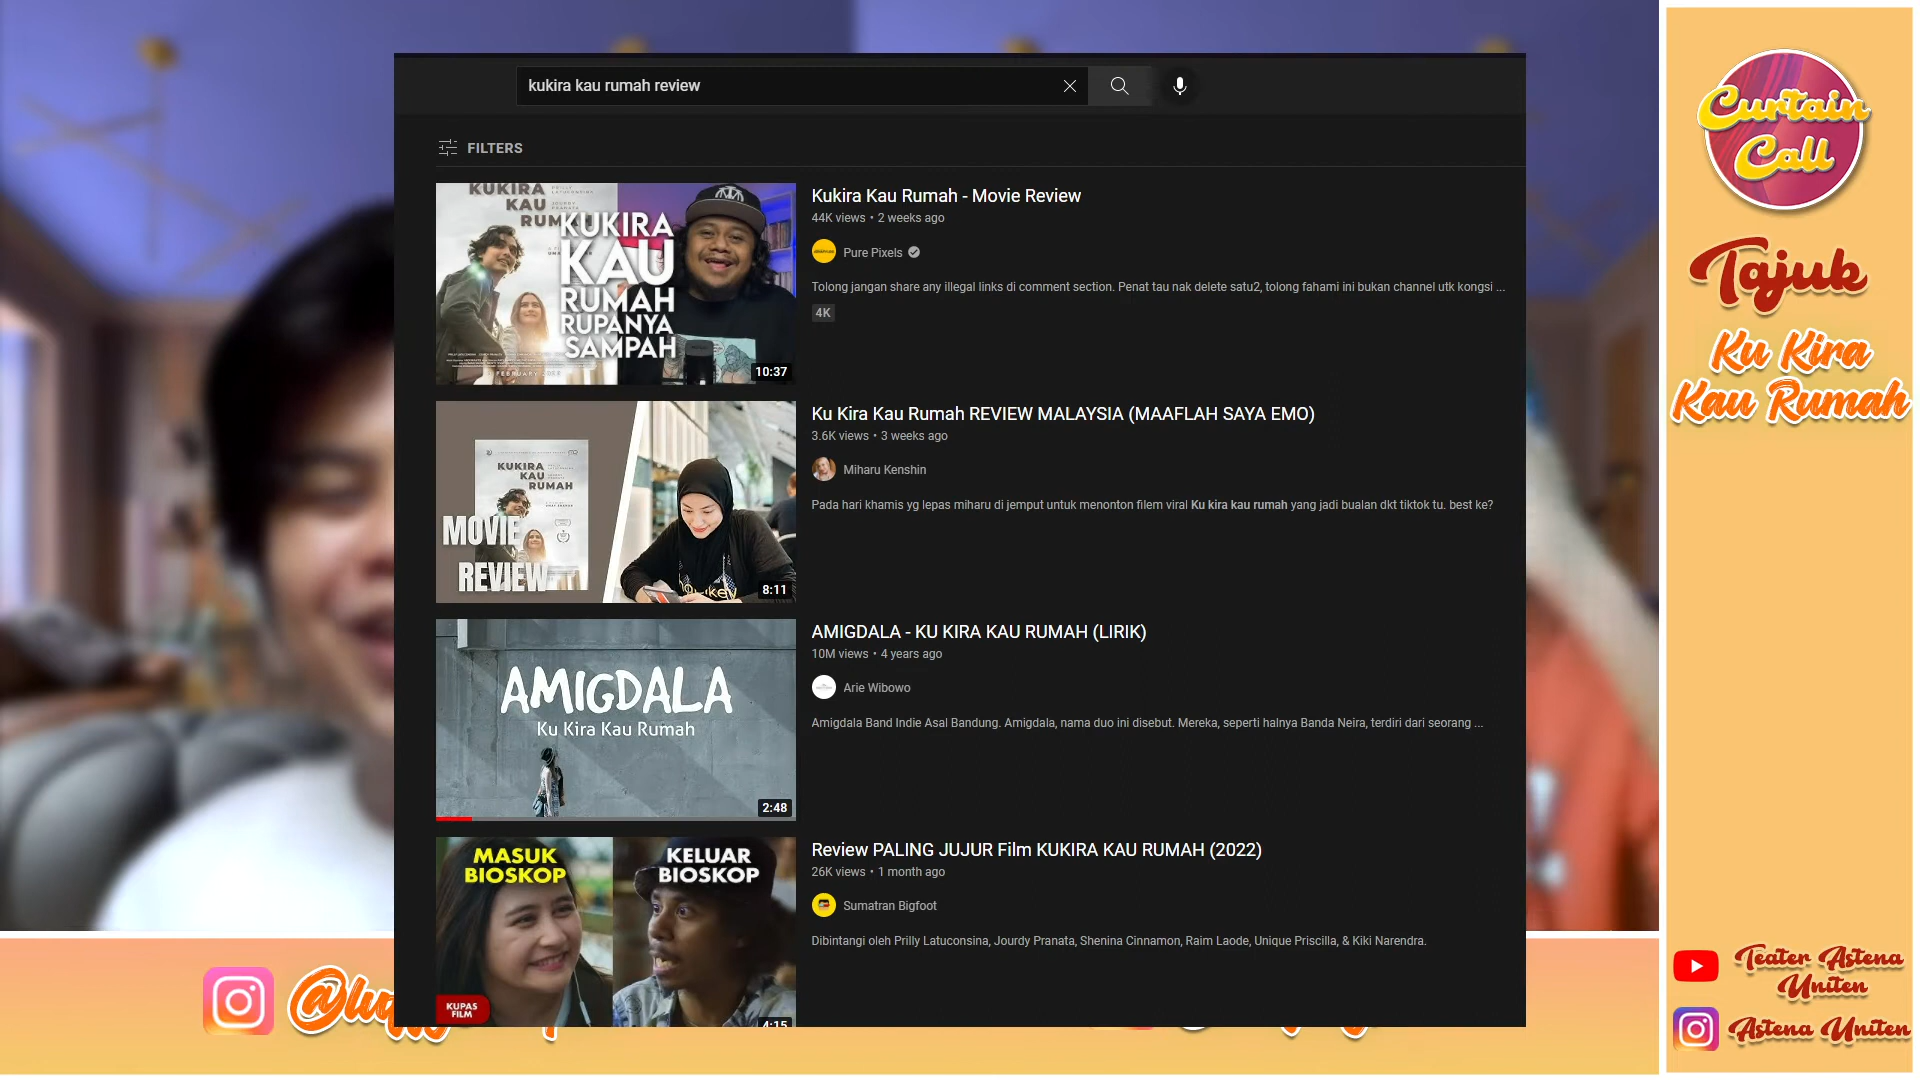 kukira kau rumah review
FILTERS
KUKIRA
KAU
RUMAH
KUKIRA
KAU
RUMAH
RUPANYA
SAMPAH
10:37
Kukira Kau Rumah - Movie Review
44K views • 2 weeks ago
Pure Pixels
Tolong jangan share any illegal links di comment section. Penat tau nak delete satu2, tolong fahami ini bukan channel utk kongsi ...
4K
KUKIRA
KAU
RUMAH
MOVIE
REVIEW
8:11
Ku Kira Kau Rumah REVIEW MALAYSIA (MAAFLAH SAYA EMO)
3.6K views • 3 weeks ago
Miharu Kenshin
Pada hari khamis yg lepas miharu di jemput untuk menonton filem viral Ku kira kau rumah yang jadi bualan dkt tiktok tu. best ke?
AMIGDALA
Ku Kira Kau Rumah
2:48
AMIGDALA - KU KIRA KAU RUMAH (LIRIK)
10M views • 4 years ago
Arie Wibowo
Amigdala Band Indie Asal Bandung. Amigdala, nama duo ini disebut. Mereka, seperti halnya Banda Neira, terdiri dari seorang ...
MASUK
BIOSKOP
KELUAR
BIOSKOP
KUPAS
FILM
4:15
Review PALING JUJUR Film KUKIRA KAU RUMAH (2022)
26K views • 1 month ago
Sumatran Bigfoot
Dibintangi oleh Prilly Latuconsina, Jourdy Pranata, Shenina Cinnamon, Raim Laode, Unique Priscilla, & Kiki Narendra.
Curtain
Call
Tajuk
Ku Kira
Kau Rumah
Teater Astena
Uniten
Astena Uniten